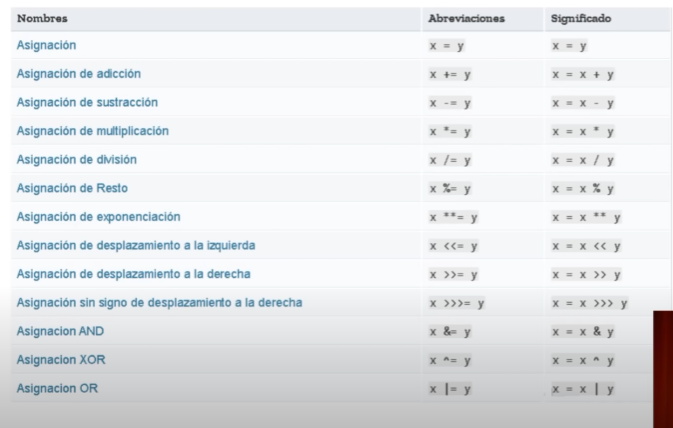 Nombres Abreviaciones Significado
Asignación x = y x = y
Asignación de adicción x += y x = x + y
Asignación de sustracción x -= y x = x - y
Asignación de multiplicación x *= y x = x * y
Asignación de división x /= y x = x / y
Asignación de Resto x %= y x = x % y
Asignación de exponenciación x **= y x = x ** y
Asignación de desplazamiento a la izquierda x <<= y x = x << y
Asignación de desplazamiento a la derecha x >>= y x = x >> y
Asignación sin signo de desplazamiento a la derecha x >>>= y x = x >>> y
Asignacion AND x &= y x = x & y
Asignacion XOR x ^= y x = x ^ y
Asignacion OR x |= y x = x | y